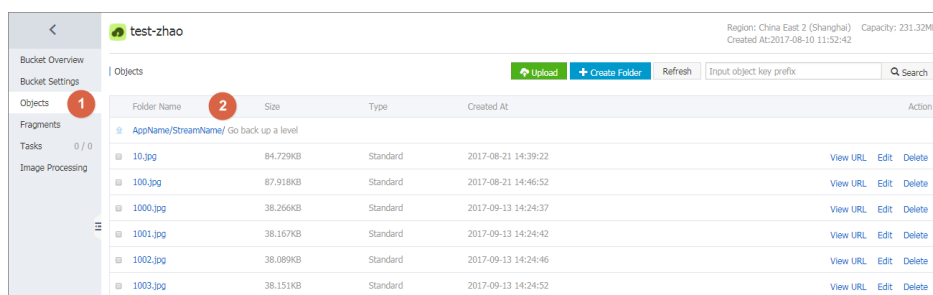 test-zhao
Region: China East 2 (Shanghai) Capacity: 231.32M
Created At:2017-08-10 11:52:42
Bucket Overview
Bucket Settings
Objects 1
Fragments
Tasks 0 / 0
Image Processing
Objects
Upload
Create Folder
Refresh
Input object key prefix
Search
Folder Name 2 Size Type Created At Action
AppName/StreamName/ Go back up a level
10.jpg 84.729KB Standard 2017-08-21 14:39:22 View URL Edit Delete
100.jpg 87.918KB Standard 2017-08-21 14:46:52 View URL Edit Delete
1000.jpg 38.266KB Standard 2017-09-13 14:24:37 View URL Edit Delete
1001.jpg 38.167KB Standard 2017-09-13 14:24:42 View URL Edit Delete
1002.jpg 38.089KB Standard 2017-09-13 14:24:46 View URL Edit Delete
1003.jpg 38.151KB Standard 2017-09-13 14:24:52 View URL Edit Delete